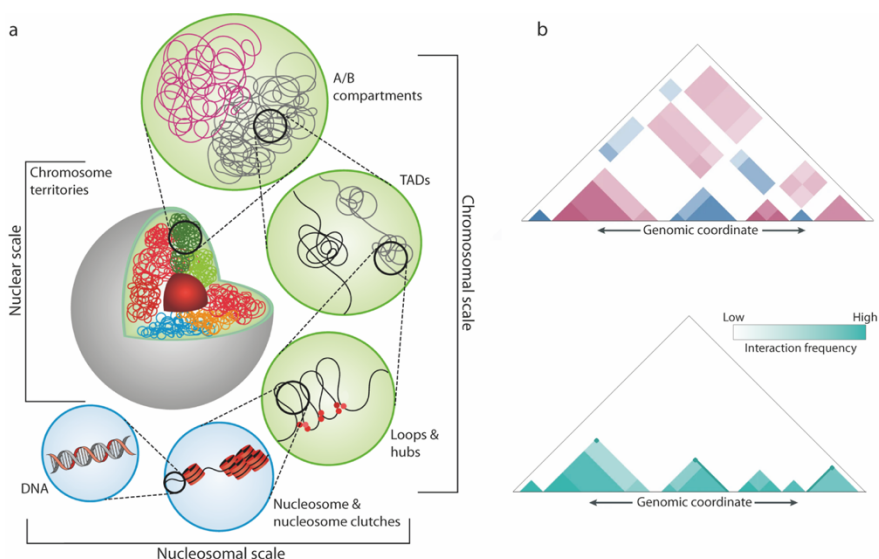 a
A/B
compartments
Chromosome
territories
TADs
Nuclear scale
Chromosomal scale
Loops &
hubs
DNA
Nucleosome &
nucleosome clutches
Nucleosomal scale
b
Genomic coordinate
Low
High
Interaction frequency
Genomic coordinate